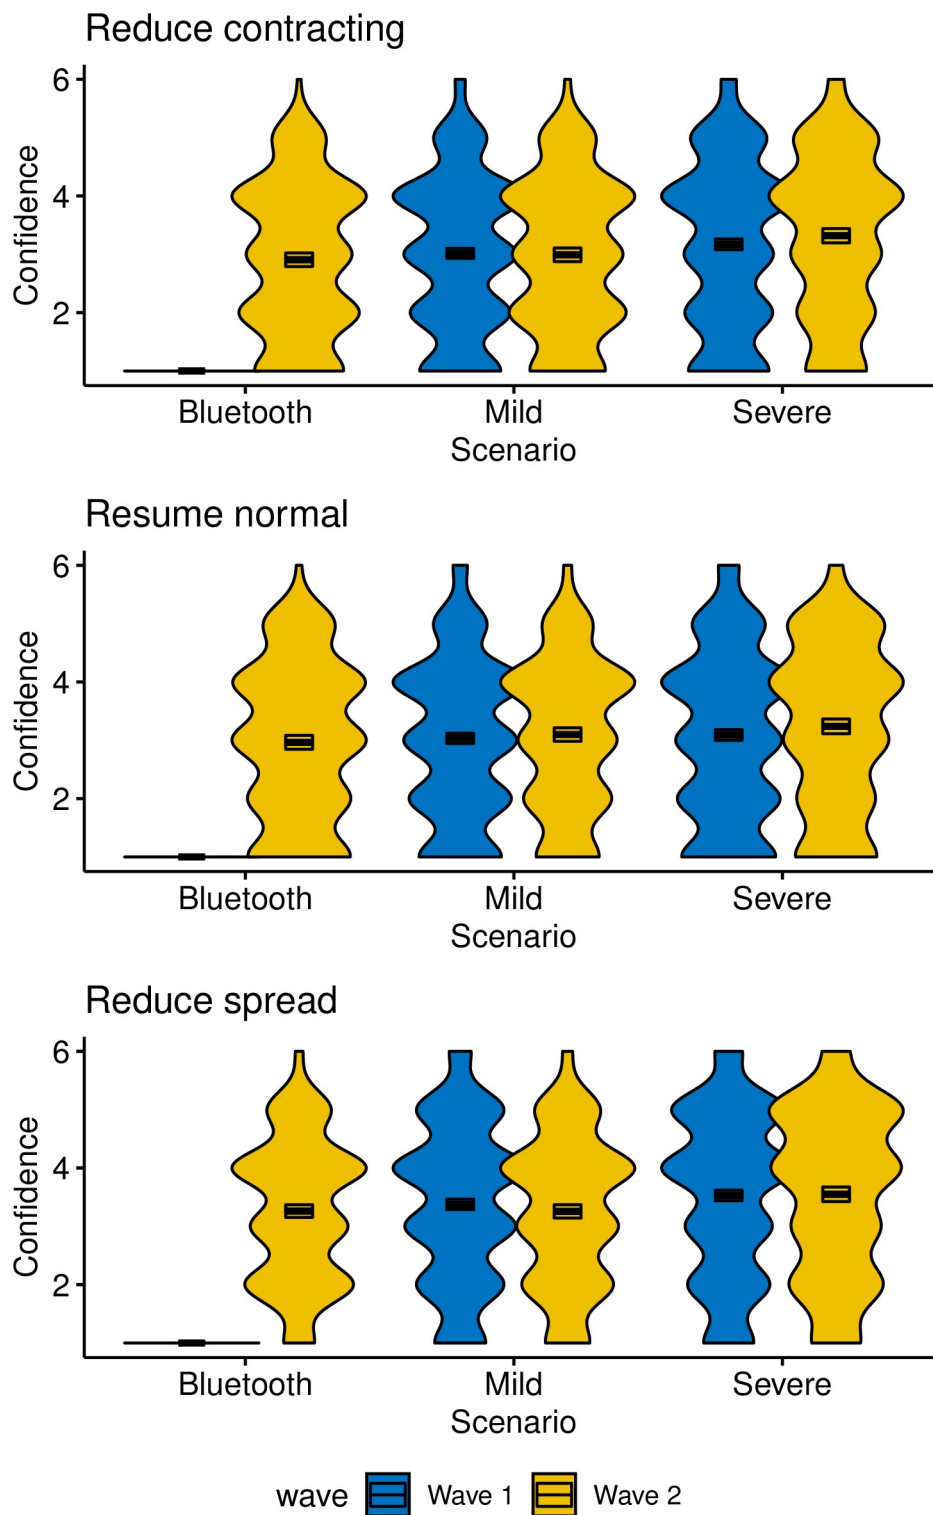 Reduce contracting
6
4
2
Confidence
Bluetooth Mild Severe
Scenario
Resume normal
6
4
2
Confidence
Bluetooth Mild Severe
Scenario
Reduce spread
6
4
2
Confidence
Bluetooth Mild Severe
Scenario
wave Wave 1 Wave 2